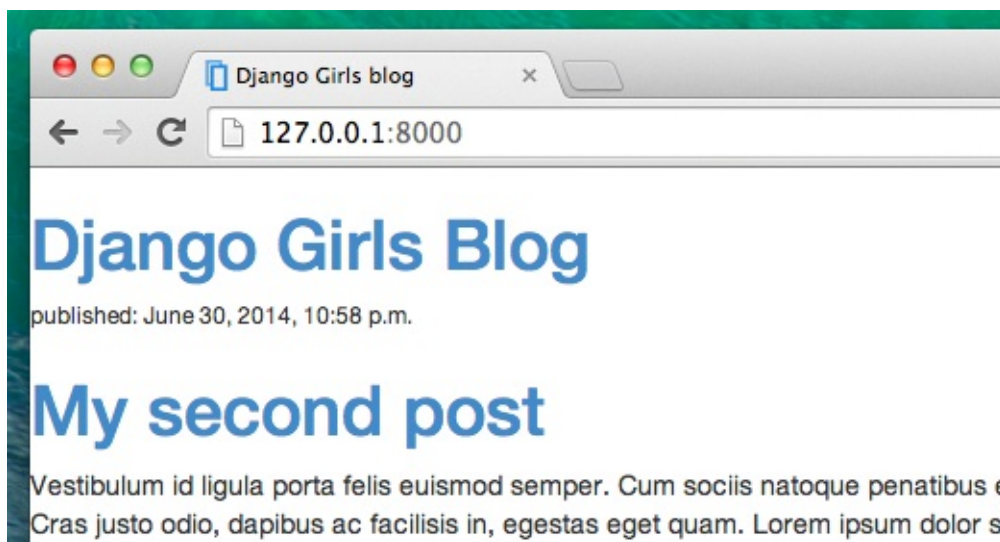 Django Girls blog
127.0.0.1:8000
Django Girls Blog
published: June 30, 2014, 10:58 p.m.
My second post
Vestibulum id ligula porta felis euismod semper. Cum sociis natoque penatibus
Cras justo odio, dapibus ac facilisis in, egestas eget quam. Lorem ipsum dolor